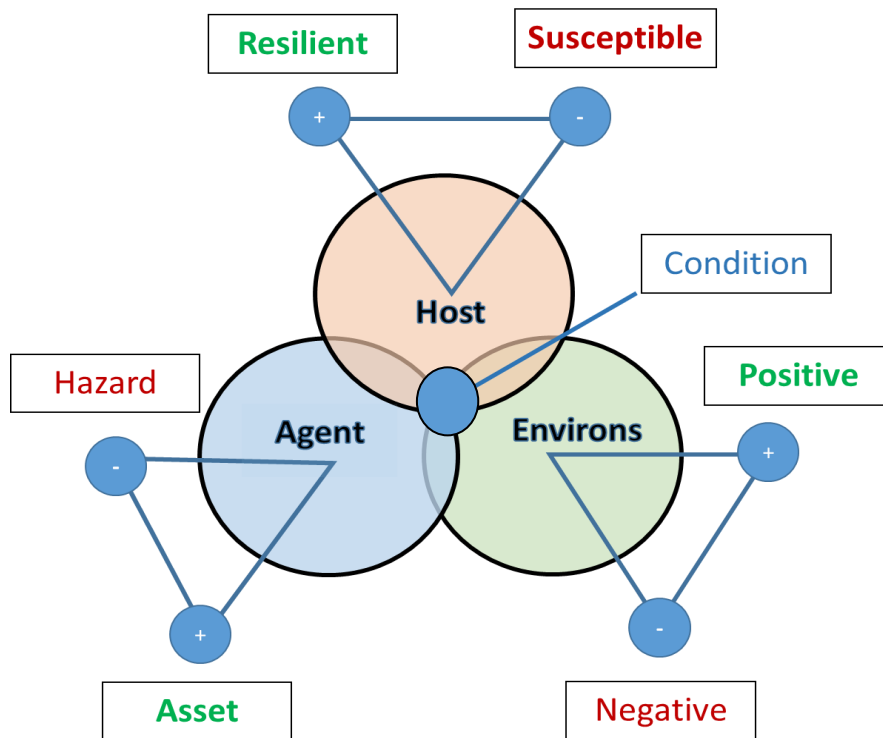 Resilient
Susceptible
+
-
Condition
Host
Hazard
Positive
Agent
Environs
-
+
+
-
Asset
Negative